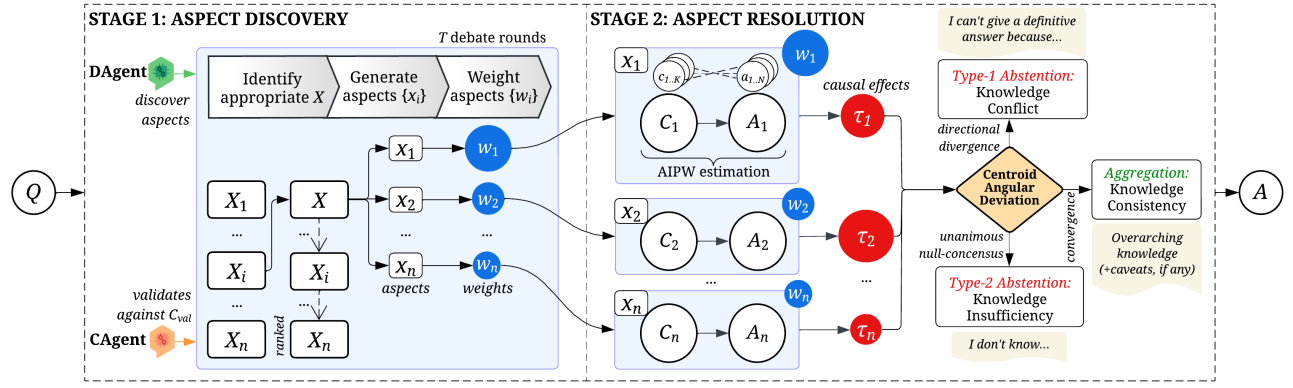 STAGE 1: ASPECT DISCOVERY
STAGE 2: ASPECT RESOLUTION
T debate rounds
DAgent
discover
aspects
Identify
appropriate X
Generate
aspects {xi}
Weight
aspects {wi}
Q
X1
...
Xi
...
Xn
X
...
Xi
...
Xn
ranked
x1
x2
...
xn
aspects
w1
w2
...
wn
weights
validates
against Cval
CAgent
x1
c1..K
a1..N
w1
C1
A1
AIPW estimation
x2
w2
C2
A2
...
xn
wn
Cn
An
causal effects
τ1
τ2
...
τn
I can't give a definitive
answer because...
Type-1 Abstention:
Knowledge
Conflict
directional
divergence
Centroid
Angular
Deviation
convergence
unanimous
null-concensus
Type-2 Abstention:
Knowledge
Insufficiency
I don't know...
Aggregation:
Knowledge
Consistency
Overarching
knowledge
(+caveats, if any)
A